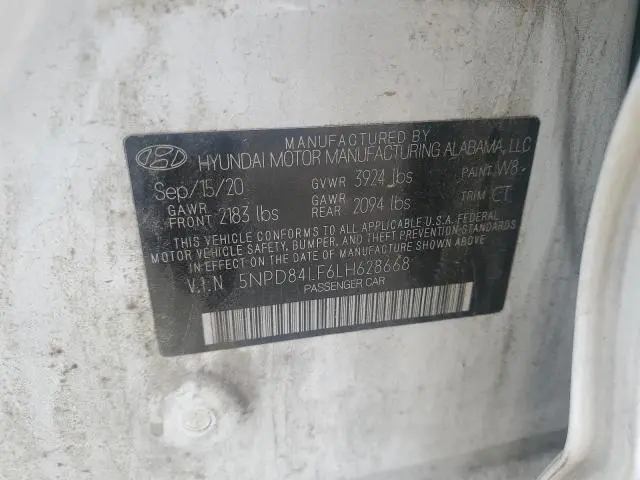 MANUFACTURED BY
HYUNDAI MOTOR MANUFACTURING ALABAMA, LLC
Sep/15/20 GVWR 3924 lbs PAINT W8
GAWR FRONT 2183 lbs GAWR REAR 2094 lbs TRIM CT
THIS VEHICLE CONFORMS TO ALL APPLICABLE U.S.A. FEDERAL
MOTOR VEHICLE SAFETY, BUMPER, AND THEFT PREVENTION STANDARDS
IN EFFECT ON THE DATE OF MANUFACTURE SHOWN ABOVE.
V.I.N 5NPD84LF6LH628668
PASSENGER CAR